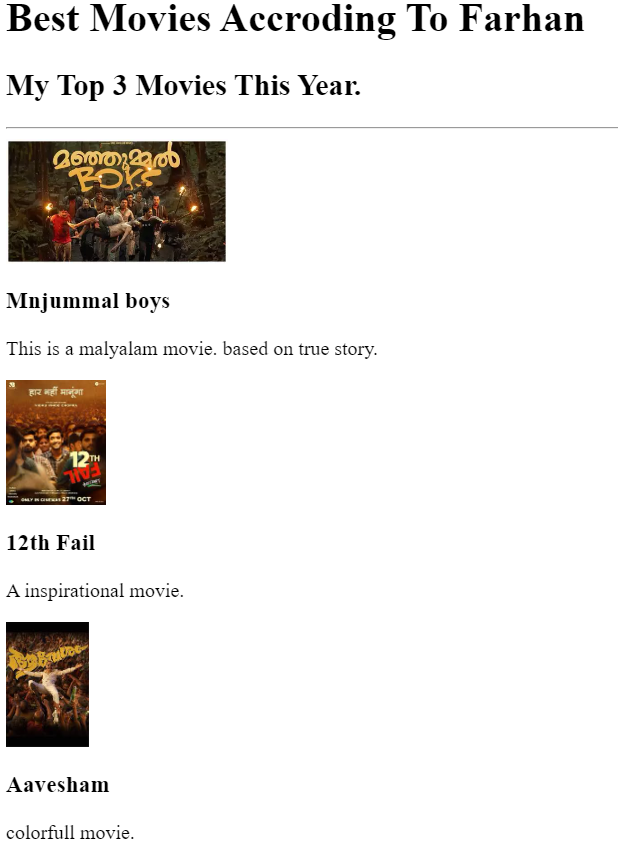 Best Movies Accroding To Farhan
My Top 3 Movies This Year.
മഞ്ഞുമ്മൽ
BOYS
Mnjummal boys
This is a malyalam movie. based on true story.
हार नहीं मानूंगा
12TH
FAIL
ONLY IN CINEMAS 27TH OCT
12th Fail
A inspirational movie.
ആവേശം
Aavesham
colorfull movie.